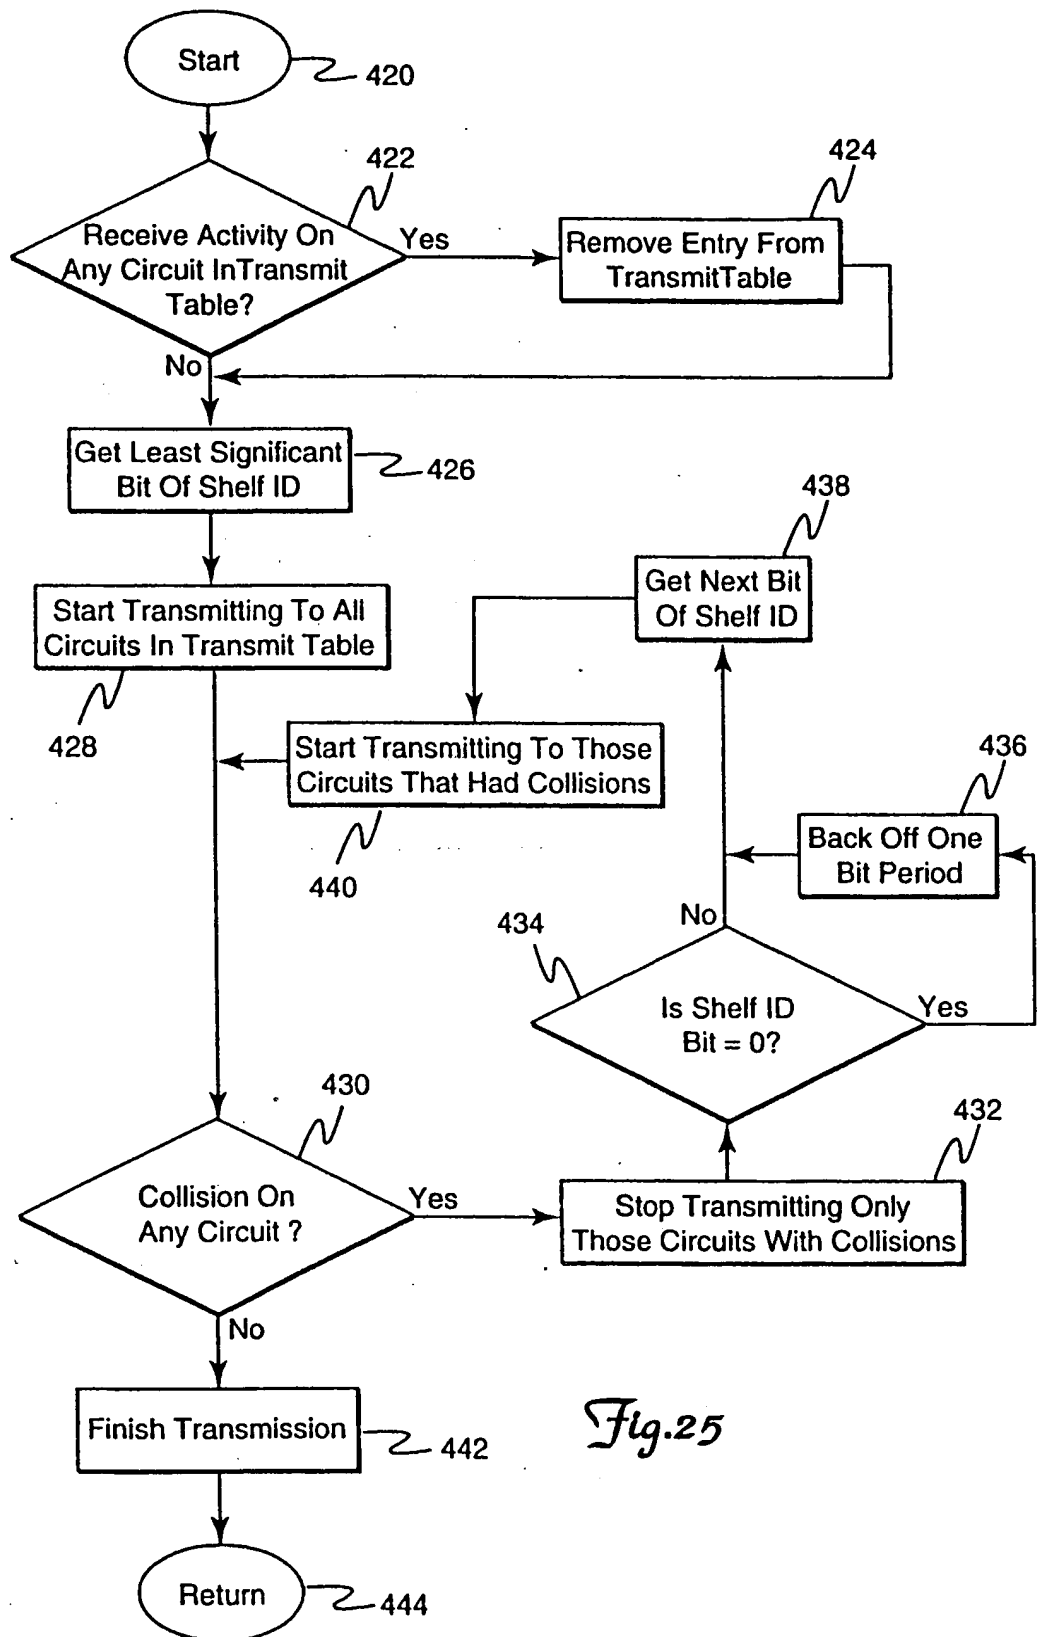 Start
420
422
Receive Activity On
Any Circuit InTransmit
Table?
Yes
No
424
Remove Entry From
TransmitTable
Get Least Significant
Bit Of Shelf ID
426
438
Get Next Bit
Of Shelf ID
Start Transmitting To All
Circuits In Transmit Table
428
Start Transmitting To Those
Circuits That Had Collisions
440
436
Back Off One
Bit Period
434
No
Is Shelf ID
Bit = 0?
Yes
430
Collision On
Any Circuit ?
Yes
No
432
Stop Transmitting Only
Those Circuits With Collisions
Finish Transmission
442
Fig.25
Return
444